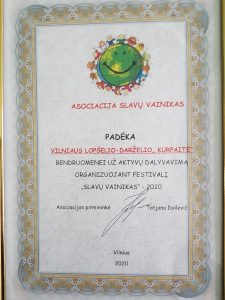 ASOCIACIJA SLAVŲ VAINIKAS
PADĖKA
VILNIAUS LOPŠELIO-DARŽELIO„ KURPAITĖ”
BENDRUOMENEI UŽ AKTYVŲ DALYVAVIMĄ
ORGANIZUOJANT FESTIVALĮ
„SLAVŲ VAINIKAS” - 2020
Asociacijos pirmininkė Tatjana
Vilnius
2020